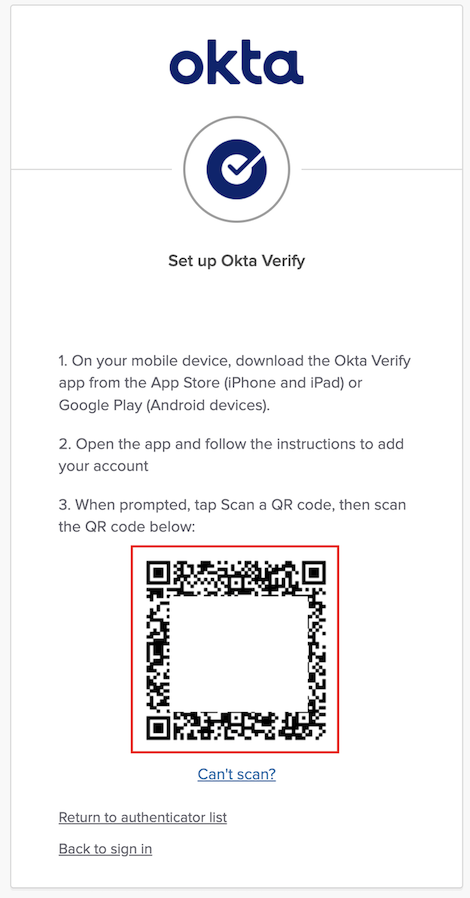 okta
Set up Okta Verify
1. On your mobile device, download the Okta Verify
app from the App Store (iPhone and iPad) or
Google Play (Android devices).
2. Open the app and follow the instructions to add
your account
3. When prompted, tap Scan a QR code, then scan
the QR code below:
Can't scan?
Return to authenticator list
Back to sign in